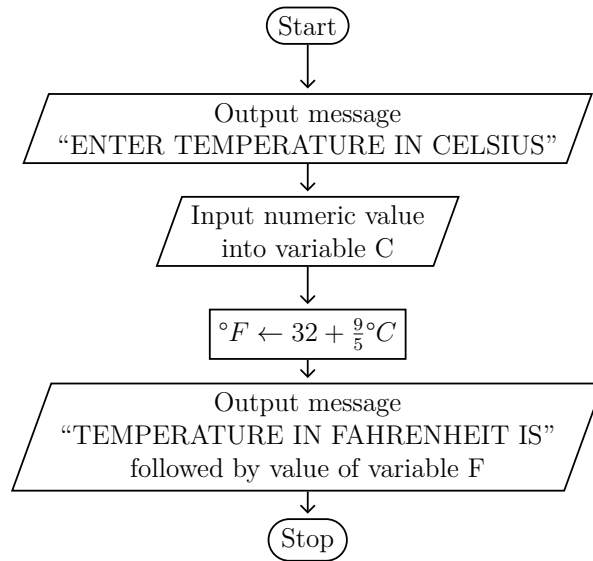 Start
Output message
“ENTER TEMPERATURE IN CELSIUS”
Input numeric value
into variable C
°F ← 32 + 9/5 °C
Output message
“TEMPERATURE IN FAHRENHEIT IS”
followed by value of variable F
Stop